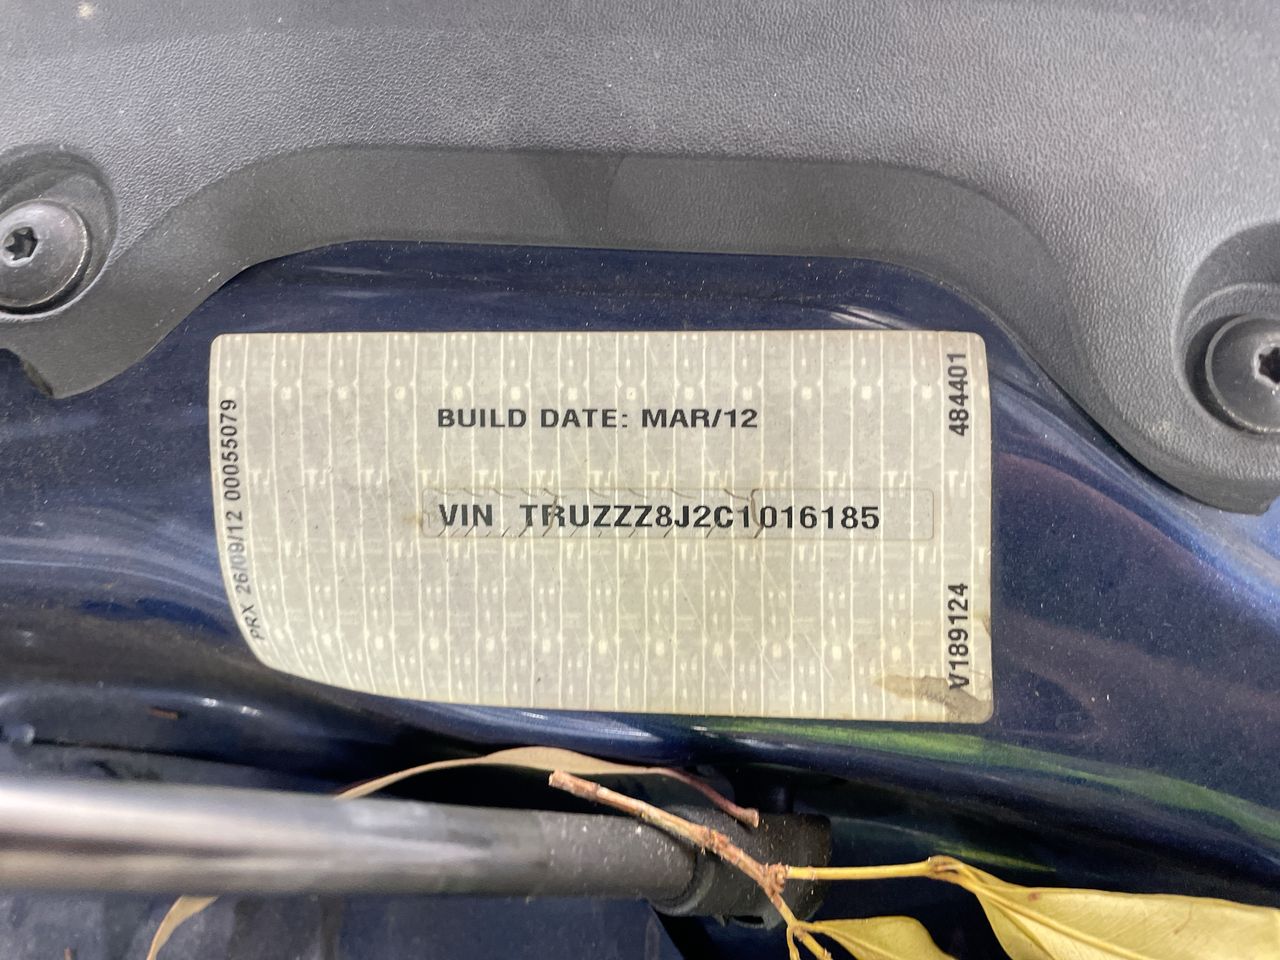 BUILD DATE: MAR/12
VIN TRUZZZ8J2C1016185
PRX 26/09/12 00055079
484401
V189124